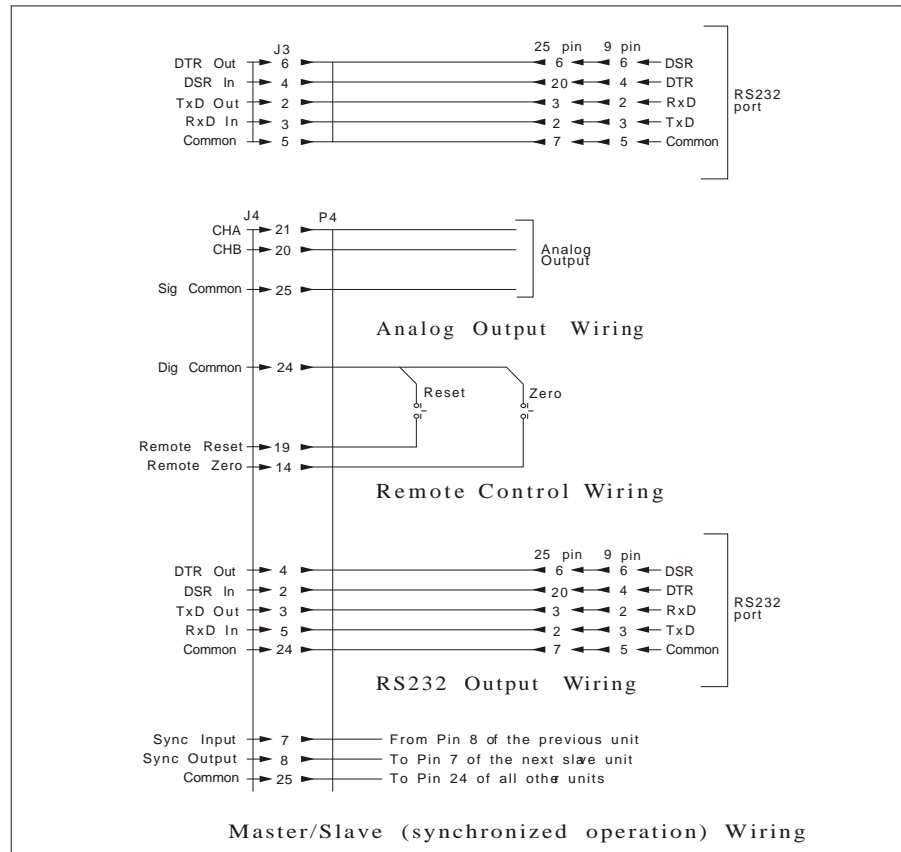 J3 25 pin 9 pin
DTR Out 6 6 6 DSR
DSR In 4 20 4 DTR
TxD Out 2 3 2 RxD
RxD In 3 2 3 TxD
Common 5 7 5 Common
RS232
port
J4 P4
CHA 21
CHB 20
Analog
Output
Sig Common 25
Analog Output Wiring
Dig Common 24
Reset Zero
Remote Reset 19
Remote Zero 14
Remote Control Wiring
25 pin 9 pin
DTR Out 4 6 6 DSR
DSR In 2 20 4 DTR
TxD Out 3 3 2 RxD
RxD In 5 2 3 TxD
Common 24 7 5 Common
RS232
port
RS232 Output Wiring
Sync Input 7 From Pin 8 of the previous unit
Sync Output 8 To Pin 7 of the next slave unit
Common 25 To Pin 24 of all other units
Master/Slave (synchronized operation) Wiring